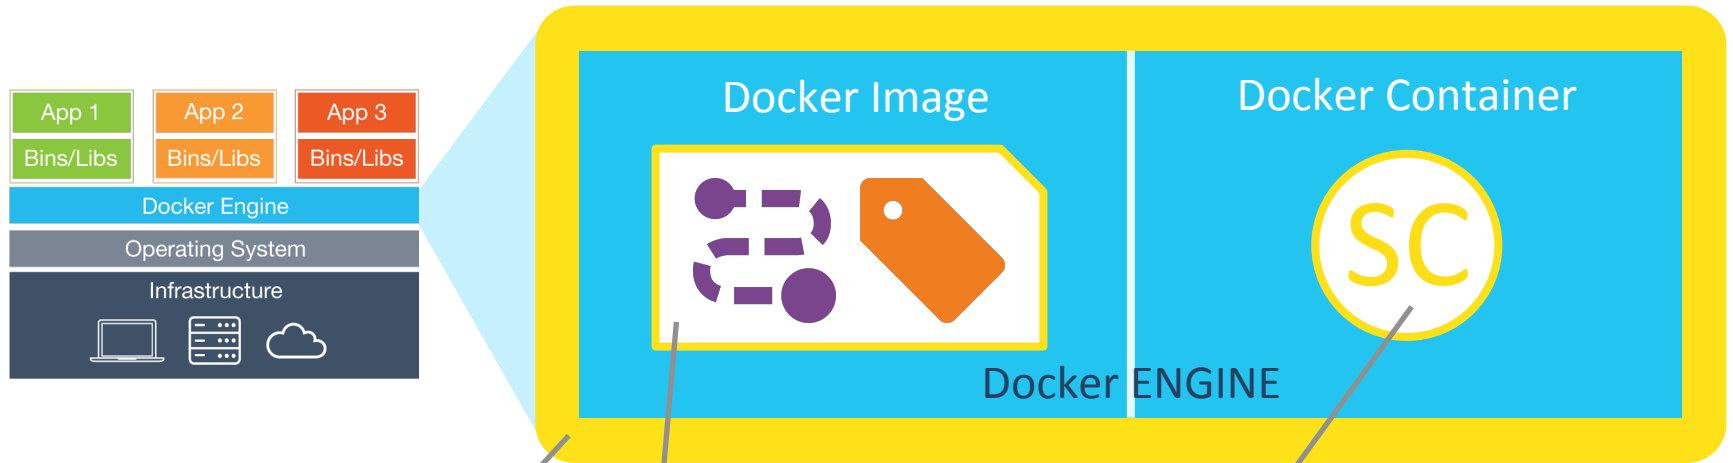 App 1
App 2
App 3
Bins/Libs
Bins/Libs
Bins/Libs
Docker Engine
Operating System
Infrastructure
Docker Image
Docker Container
SC
Docker ENGINE